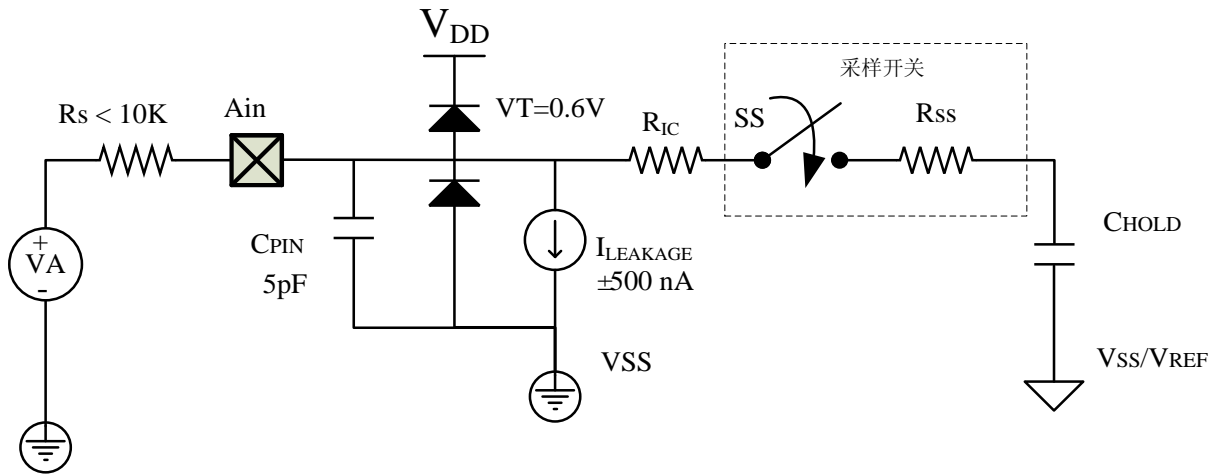 VDD
采样开关
Rs < 10K
Ain
VT=0.6V
RIC
SS
RSS
+
VA
-
CPIN
5pF
ILEAKAGE
±500 nA
CHOLD
VSS
VSS/VREF